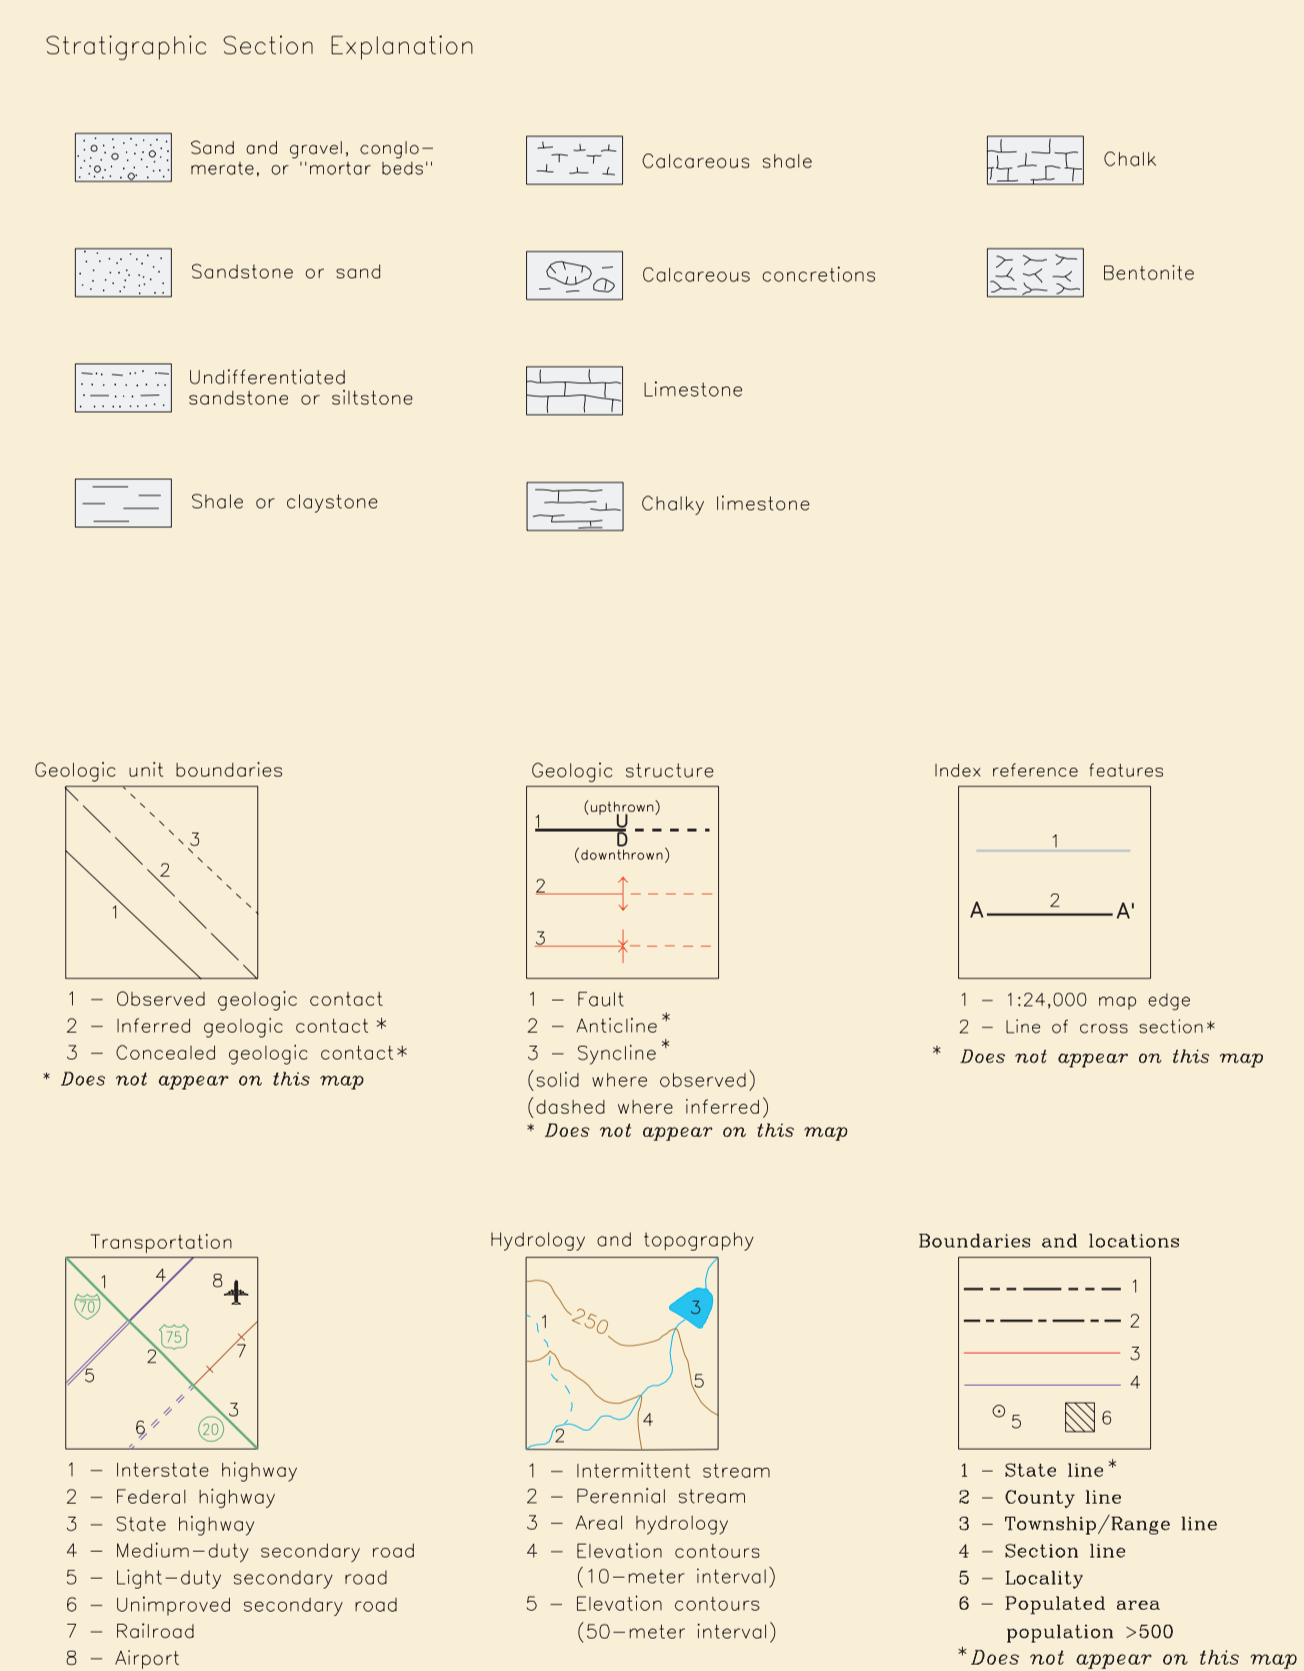 Stratigraphic Section Explanation
Sand and gravel, conglo-
merate, or "mortar beds"
Sandstone or sand
Undifferentiated
sandstone or siltstone
Shale or claystone
Calcareous shale
Calcareous concretions
Limestone
Chalky limestone
Chalk
Bentonite
Geologic unit boundaries
3
2
1
1 - Observed geologic contact
2 - Inferred geologic contact *
3 - Concealed geologic contact*
* Does not appear on this map
Geologic structure
(upthrown)
1 U
D
(downthrown)
2
3
1 - Fault
2 - Anticline*
3 - Syncline*
(solid where observed)
(dashed where inferred)
* Does not appear on this map
Index reference features
1
2
A A'
1 - 1:24,000 map edge
2 - Line of cross section*
* Does not appear on this map
Transportation
1 4 8
70
75
2 7
5
3
6 20
1 - Interstate highway
2 - Federal highway
3 - State highway
4 - Medium-duty secondary road
5 - Light-duty secondary road
6 - Unimproved secondary road
7 - Railroad
8 - Airport
Hydrology and topography
3
1 250
5
4
2
1 - Intermittent stream
2 - Perennial stream
3 - Areal hydrology
4 - Elevation contours
(10-meter interval)
5 - Elevation contours
(50-meter interval)
Boundaries and locations
1
2
3
4
5 6
1 - State line*
2 - County line
3 - Township/Range line
4 - Section line
5 - Locality
6 - Populated area
population >500
*Does not appear on this map